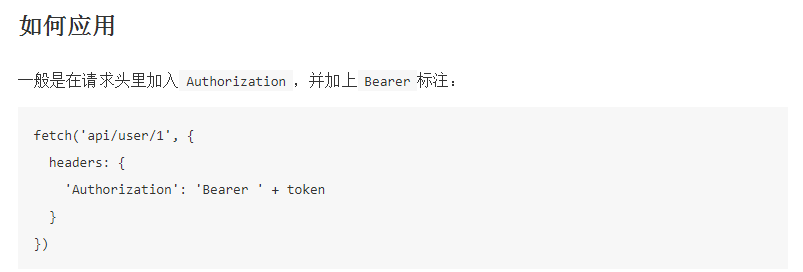 如何应用
一般是在请求头里加入 Authorization，并加上 Bearer 标注：
fetch('api/user/1', {
  headers: {
    'Authorization': 'Bearer ' + token
  }
})